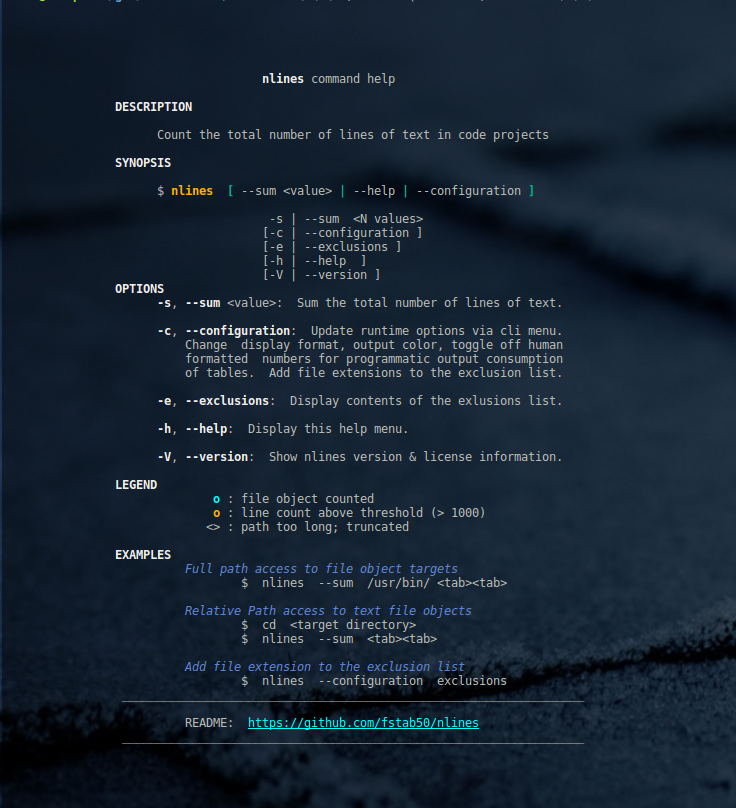 nlines command help
DESCRIPTION
Count the total number of lines of text in code projects
SYNOPSIS
$ nlines  [ --sum <value> | --help | --configuration ]
-s | --sum  <N values>
[-c | --configuration ]
[-e | --exclusions ]
[-h | --help  ]
[-V | --version ]
OPTIONS
-s, --sum <value>:  Sum the total number of lines of text.
-c, --configuration:  Update runtime options via cli menu.
Change  display format, output color, toggle off human
formatted  numbers for programmatic output consumption
of tables.  Add file extensions to the exclusion list.
-e, --exclusions:  Display contents of the exlusions list.
-h, --help:  Display this help menu.
-V, --version:  Show nlines version & license information.
LEGEND
o : file object counted
o : line count above threshold (> 1000)
<> : path too long; truncated
EXAMPLES
Full path access to file object targets
$  nlines  --sum  /usr/bin/ <tab><tab>
Relative Path access to text file objects
$  cd  <target directory>
$  nlines  --sum  <tab><tab>
Add file extension to the exclusion list
$  nlines  --configuration  exclusions
README:  https://github.com/fstab50/nlines